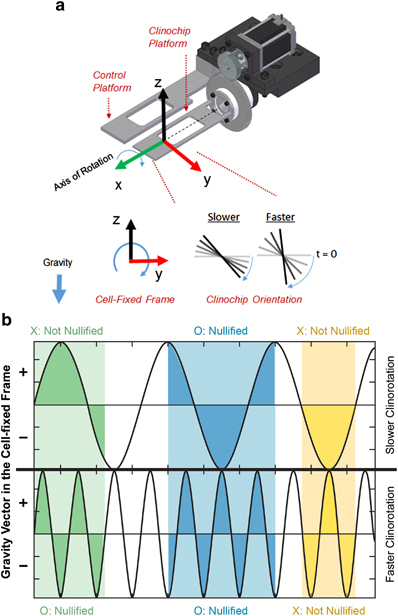 a
Clinochip
Platform
Control
Platform
z
Axis of Rotation
x
y
z
Slower
Faster
t = 0
Gravity
y
Cell-Fixed Frame
Clinochip Orientation
b
X: Not Nullified
O: Nullified
X: Not Nullified
Gravity Vector in the Cell-fixed Frame
+
−
Slower Clinorotation
+
−
Faster Clinorotation
O: Nullified
O: Nullified
X: Not Nullified